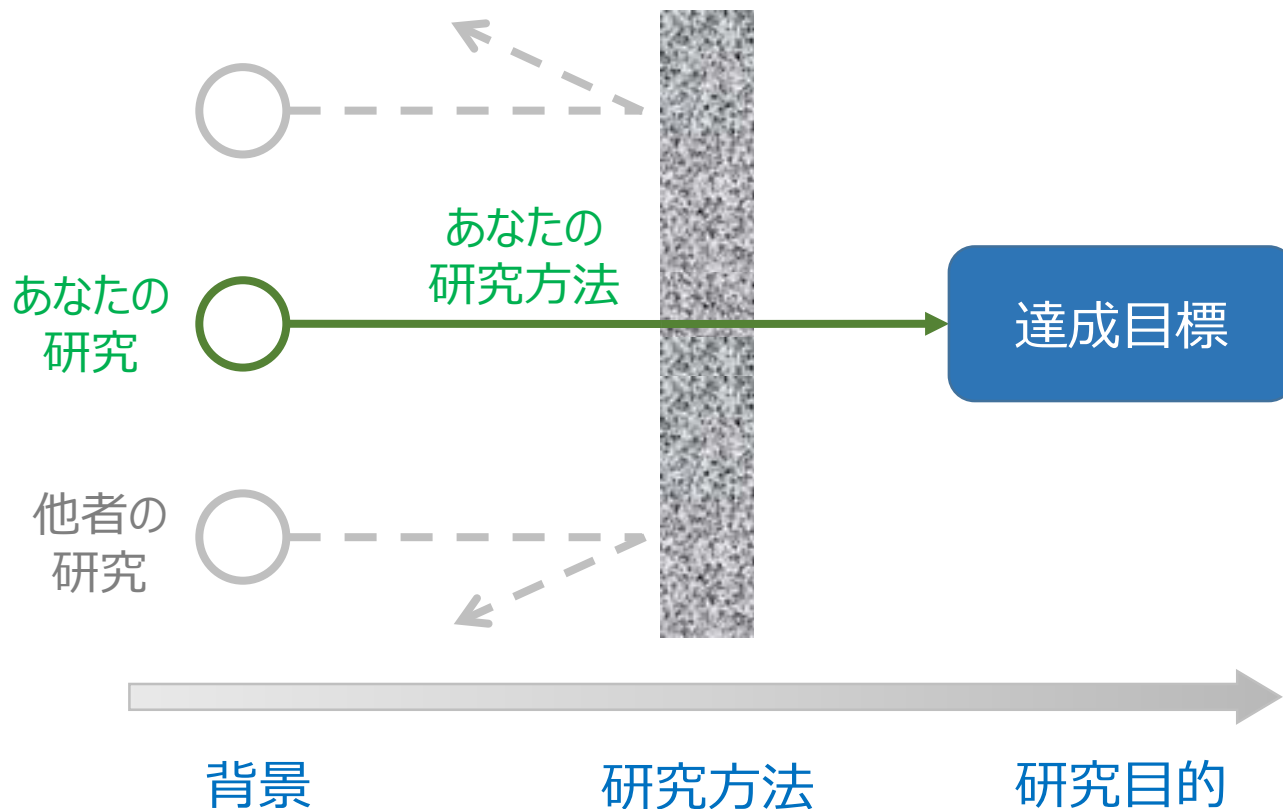 あなたの
研究方法
あなたの
研究
達成目標
他者の
研究
背景
研究方法
研究目的